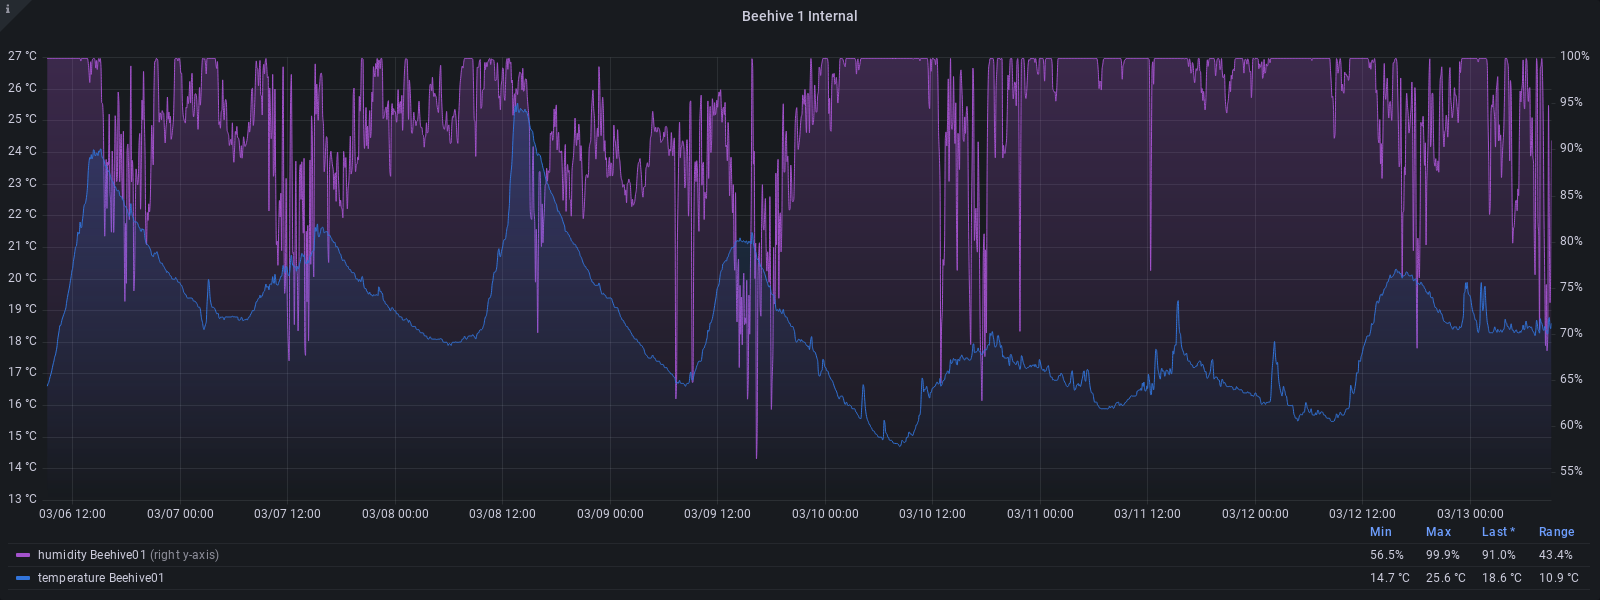 i
Beehive 1 Internal
27 °C 100%
26 °C 95%
25 °C 90%
24 °C 85%
23 °C 80%
22 °C 75%
21 °C 70%
20 °C 65%
19 °C 60%
18 °C 55%
17 °C
16 °C
15 °C
14 °C
13 °C
03/06 12:00 03/07 00:00 03/07 12:00 03/08 00:00 03/08 12:00 03/09 00:00 03/09 12:00 03/10 00:00 03/10 12:00 03/11 00:00 03/11 12:00 03/12 00:00 03/12 12:00 03/13 00:00
Min Max Last * Range
humidity Beehive01 (right y-axis) 56.5% 99.9% 91.0% 43.4%
temperature Beehive01 14.7 °C 25.6 °C 18.6 °C 10.9 °C